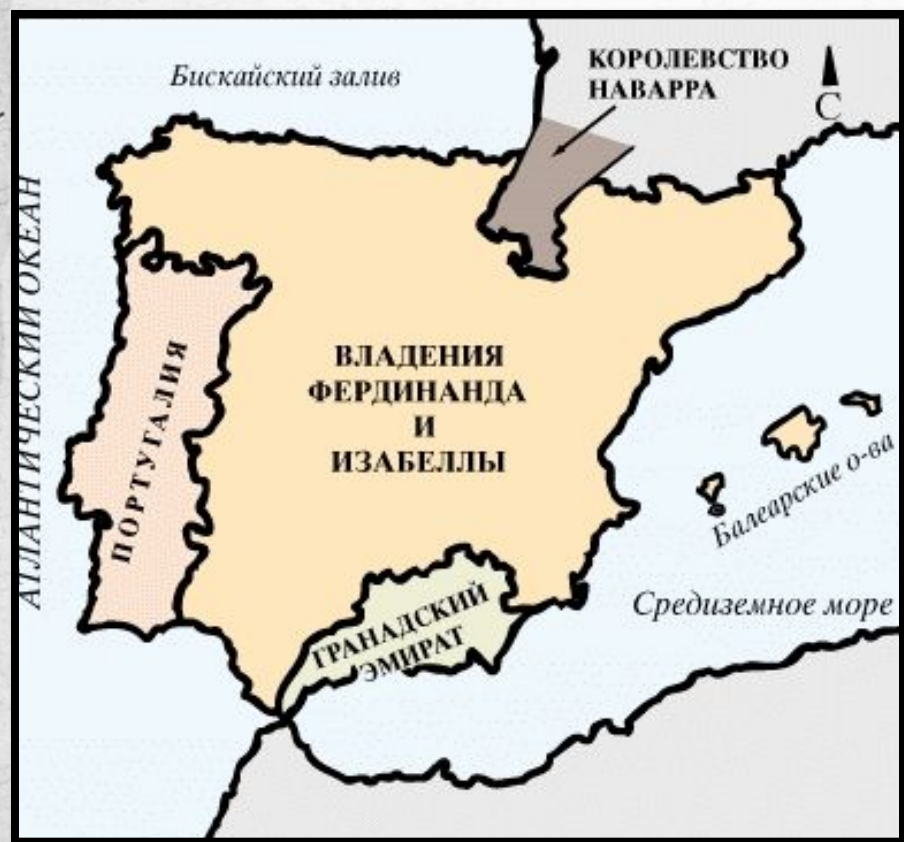 Бискайский залив
КОРОЛЕВСТВО
НАВАРРА
С
АТЛАНТИЧЕСКИЙ ОКЕАН
ПОРТУГАЛИЯ
ВЛАДЕНИЯ
ФЕРДИНАНДА
И
ИЗАБЕЛЛЫ
Балеарские о-ва
Средиземное море
ГРАНАДСКИЙ
ЭМИРАТ